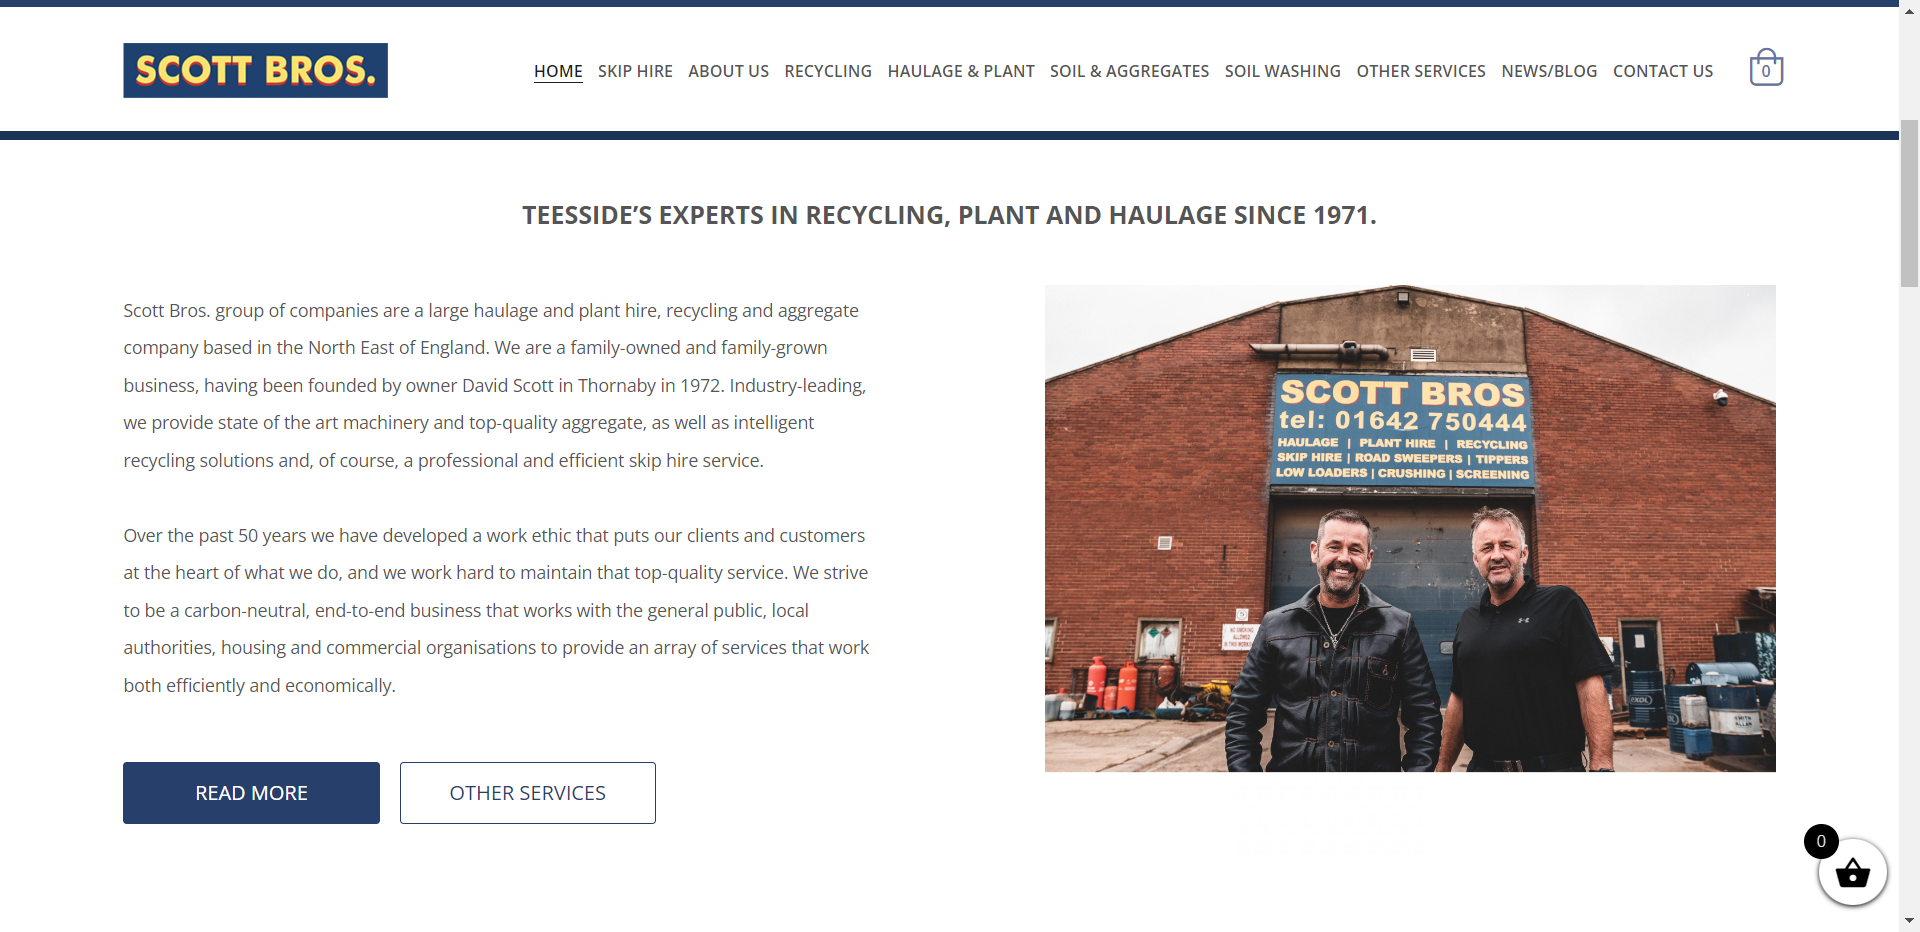 SCOTT BROS.
HOME SKIP HIRE ABOUT US RECYCLING HAULAGE & PLANT SOIL & AGGREGATES SOIL WASHING OTHER SERVICES NEWS/BLOG CONTACT US
0
TEESSIDE’S EXPERTS IN RECYCLING, PLANT AND HAULAGE SINCE 1971.
Scott Bros. group of companies are a large haulage and plant hire, recycling and aggregate
company based in the North East of England. We are a family-owned and family-grown
business, having been founded by owner David Scott in Thornaby in 1972. Industry-leading,
we provide state of the art machinery and top-quality aggregate, as well as intelligent
recycling solutions and, of course, a professional and efficient skip hire service.
Over the past 50 years we have developed a work ethic that puts our clients and customers
at the heart of what we do, and we work hard to maintain that top-quality service. We strive
to be a carbon-neutral, end-to-end business that works with the general public, local
authorities, housing and commercial organisations to provide an array of services that work
both efficiently and economically.
READ MORE
OTHER SERVICES
SCOTT BROS
tel: 01642 750444
HAULAGE | PLANT HIRE | RECYCLING
SKIP HIRE | ROAD SWEEPERS | TIPPERS
LOW LOADERS | CRUSHING | SCREENING
NO SMOKING
ALLOWED
IN THIS WORKS
0